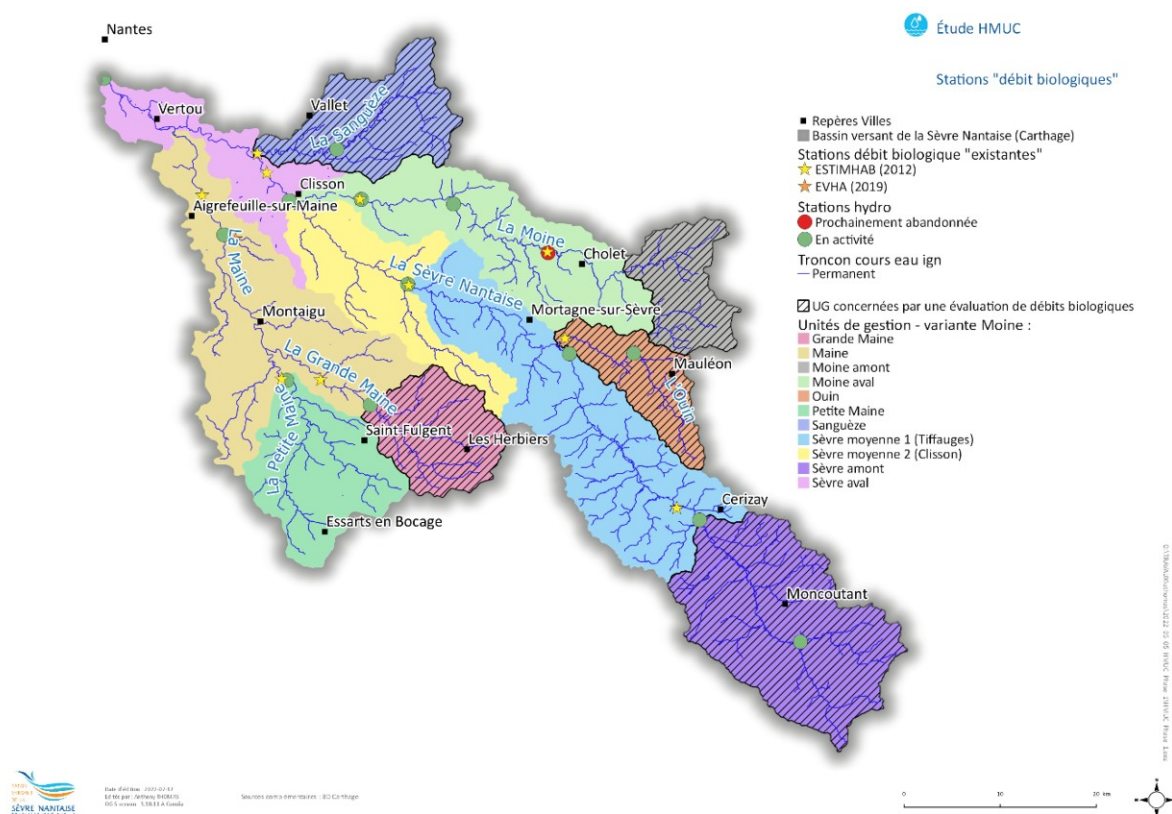 Étude HMUC
Stations "débit biologiques"
Repères Villes
Bassin versant de la Sèvre Nantaise (Carthage)
Stations débit biologique "existantes"
ESTIMHAB (2012)
EVHA (2019)
Stations hydro
Prochainement abandonnée
En activité
Troncon cours eau ign
Permanent
UG concernées par une évaluation de débits biologiques
Unités de gestion - variante Moine :
Grande Maine
Maine
Moine amont
Moine aval
Ouin
Petite Maine
Sanguèze
Sèvre moyenne 1 (Tiffauges)
Sèvre moyenne 2 (Clisson)
Sèvre amont
Sèvre aval
Nantes
Vertou
Vallet
La Sanguèze
Clisson
Aigrefeuille-sur-Maine
La Maine
La Moine
Cholet
La Sèvre Nantaise
Mortagne-sur-Sèvre
Montaigu
Mauléon
L'Ouin
La Grande Maine
La Petite Maine
Saint-Fulgent
Les Herbiers
Essarts en Bocage
Cerizay
Moncoutant
SÈVRE NANTAISE
Sources complémentaires : BD Carthage
0 10 20 km